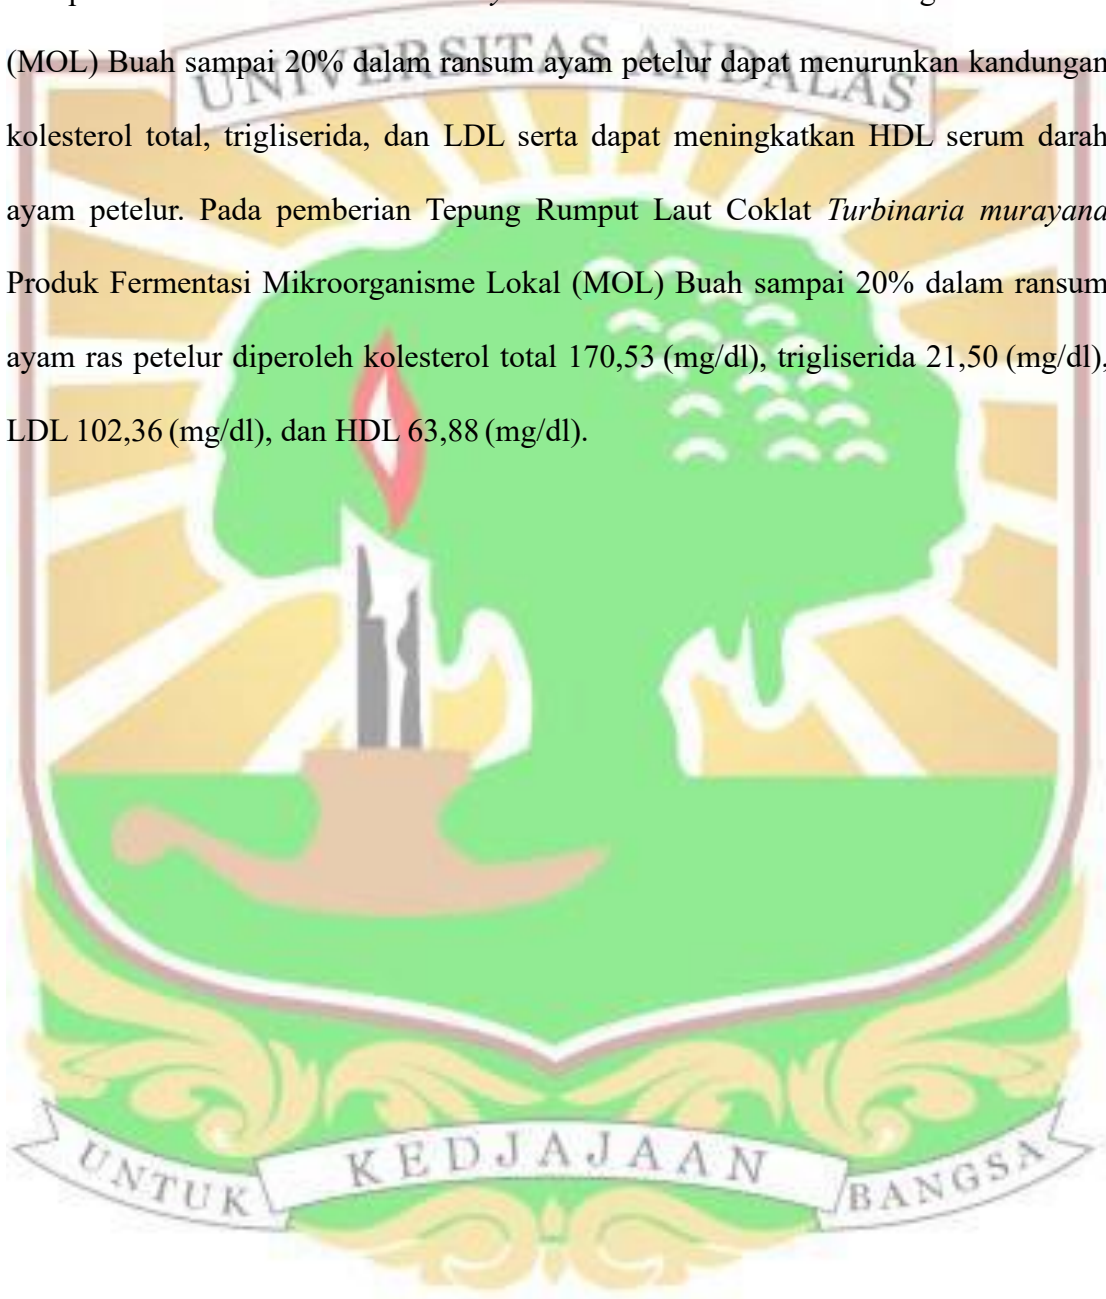 (MOL) Buah sampai 20% dalam ransum ayam petelur dapat menurunkan kandungan
kolesterol total, trigliserida, dan LDL serta dapat meningkatkan HDL serum darah
ayam petelur. Pada pemberian Tepung Rumput Laut Coklat Turbinaria murayana
Produk Fermentasi Mikroorganisme Lokal (MOL) Buah sampai 20% dalam ransum
ayam ras petelur diperoleh kolesterol total 170,53 (mg/dl), trigliserida 21,50 (mg/dl),
LDL 102,36 (mg/dl), dan HDL 63,88 (mg/dl).
UNIVERSITAS ANDALAS
UNTUK KEDJAJAAN BANGSA